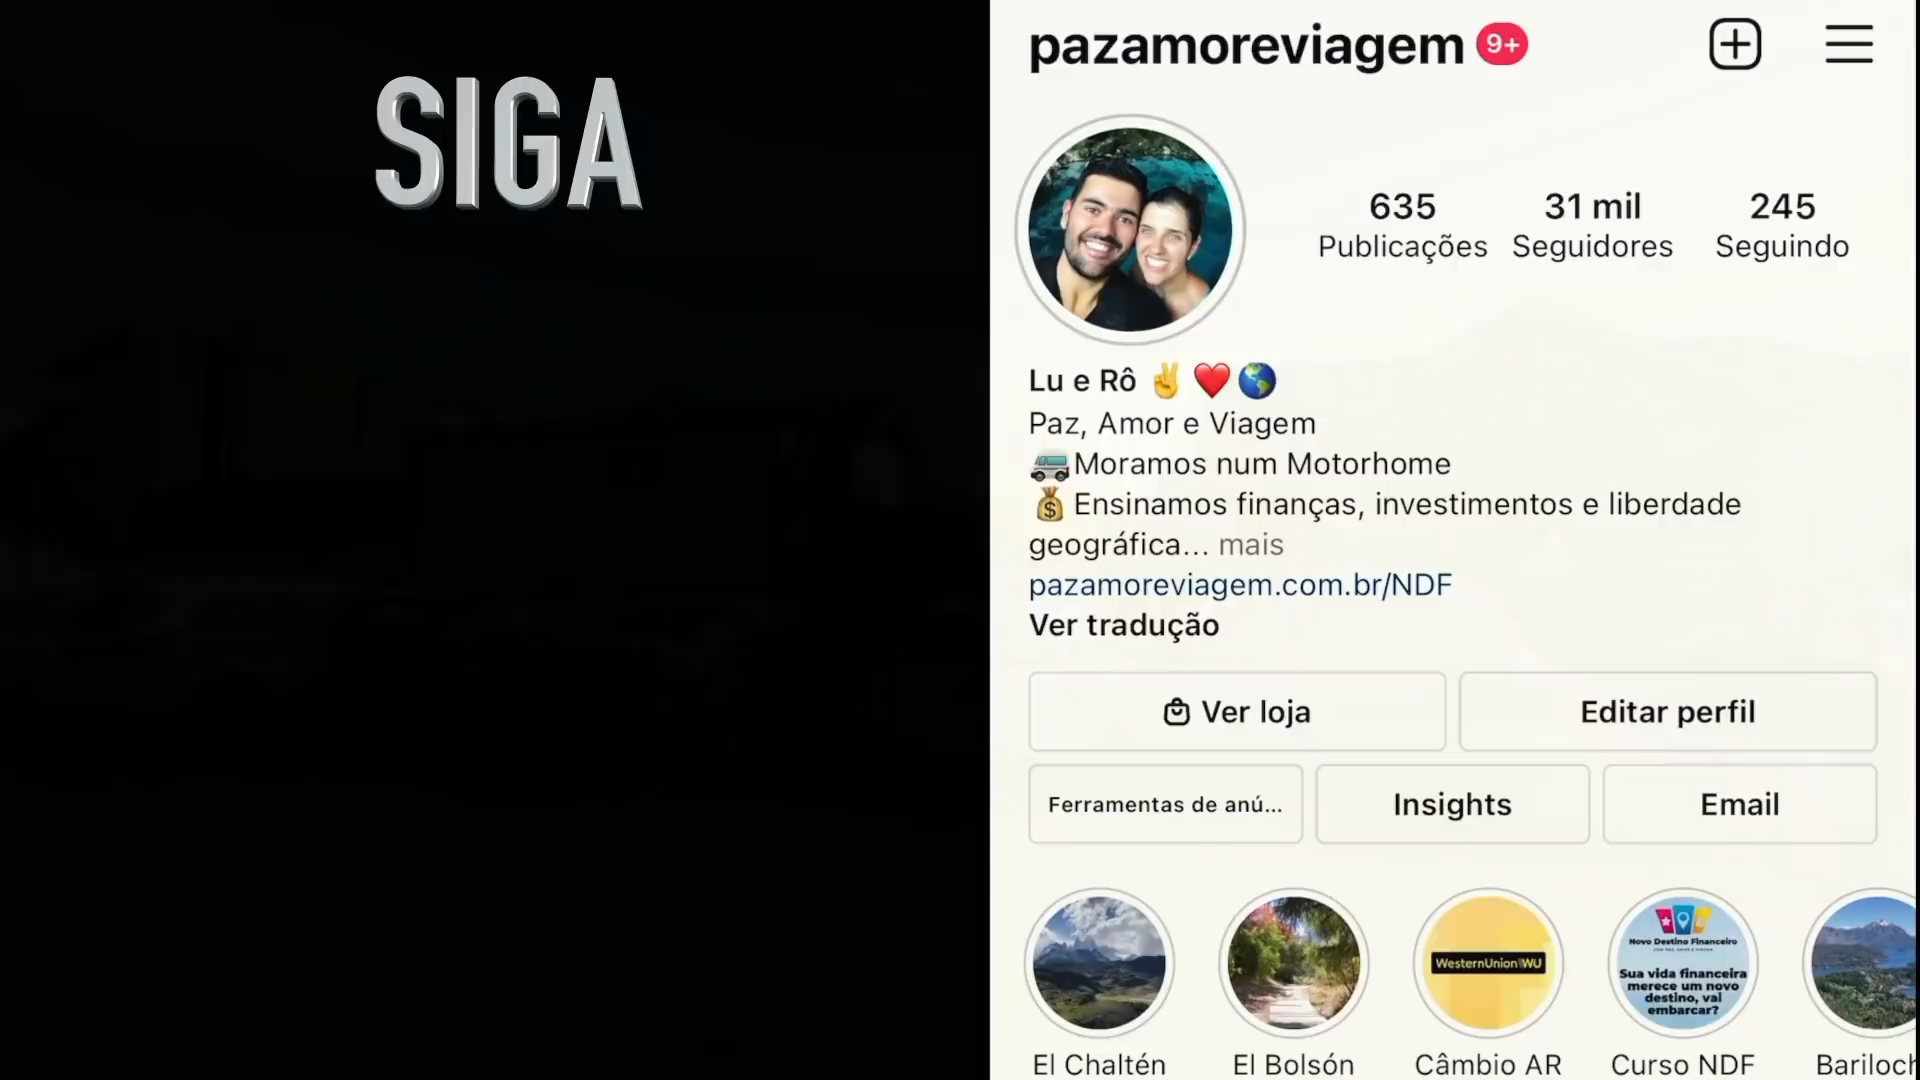 SIGA
pazamoreviagem 9+
635 31 mil 245
Publicações Seguidores Seguindo
Lu e Rô ✌️ ❤️ 🌎
Paz, Amor e Viagem
🚐Moramos num Motorhome
💰Ensinamos finanças, investimentos e liberdade
geográfica... mais
pazamoreviagem.com.br/NDF
Ver tradução
Ver loja Editar perfil
Ferramentas de anú... Insights Email
WesternUnion WU
Novo Destino Financeiro
Sua vida financeira
merece um novo
destino, vai
embarcar?
El Chaltén El Bolsón Câmbio AR Curso NDF Bariloch